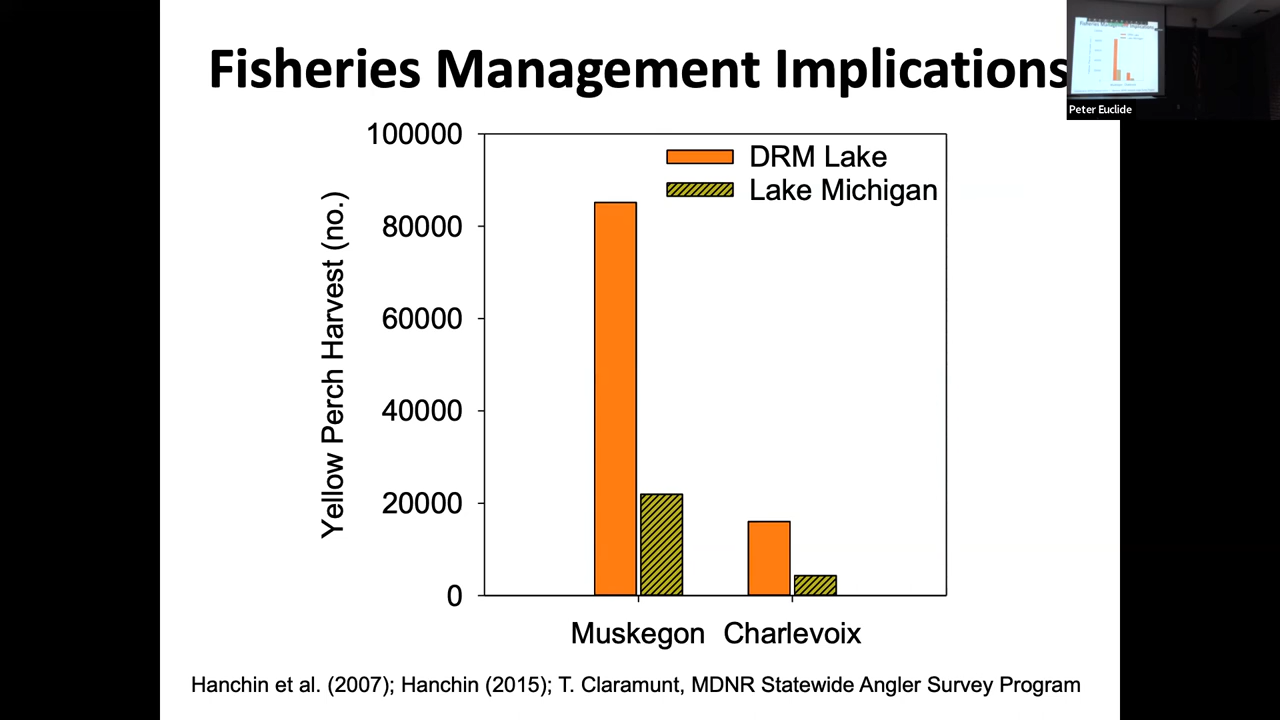 Fisheries Management Implications
Peter Euclide
100000
80000
60000
40000
20000
0
Yellow Perch Harvest (no.)
DRM Lake
Lake Michigan
Muskegon Charlevoix
Hanchin et al. (2007); Hanchin (2015); T. Claramunt, MDNR Statewide Angler Survey Program